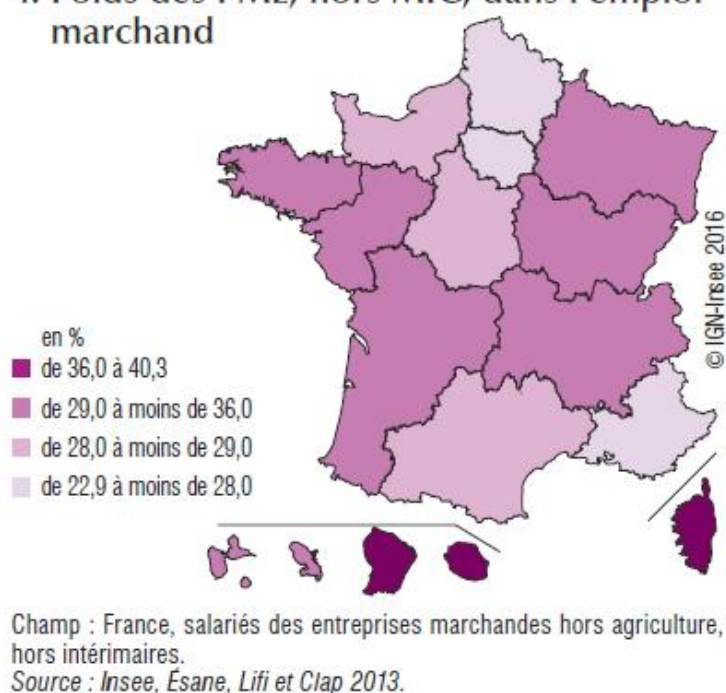 marchand
en %
de 36,0 à 40,3
de 29,0 à moins de 36,0
de 28,0 à moins de 29,0
de 22,9 à moins de 28,0
© IGN-Insee 2016
Champ : France, salariés des entreprises marchandes hors agriculture,
hors intérimaires.
Source : Insee, Ésane, Lifi et Clap 2013.